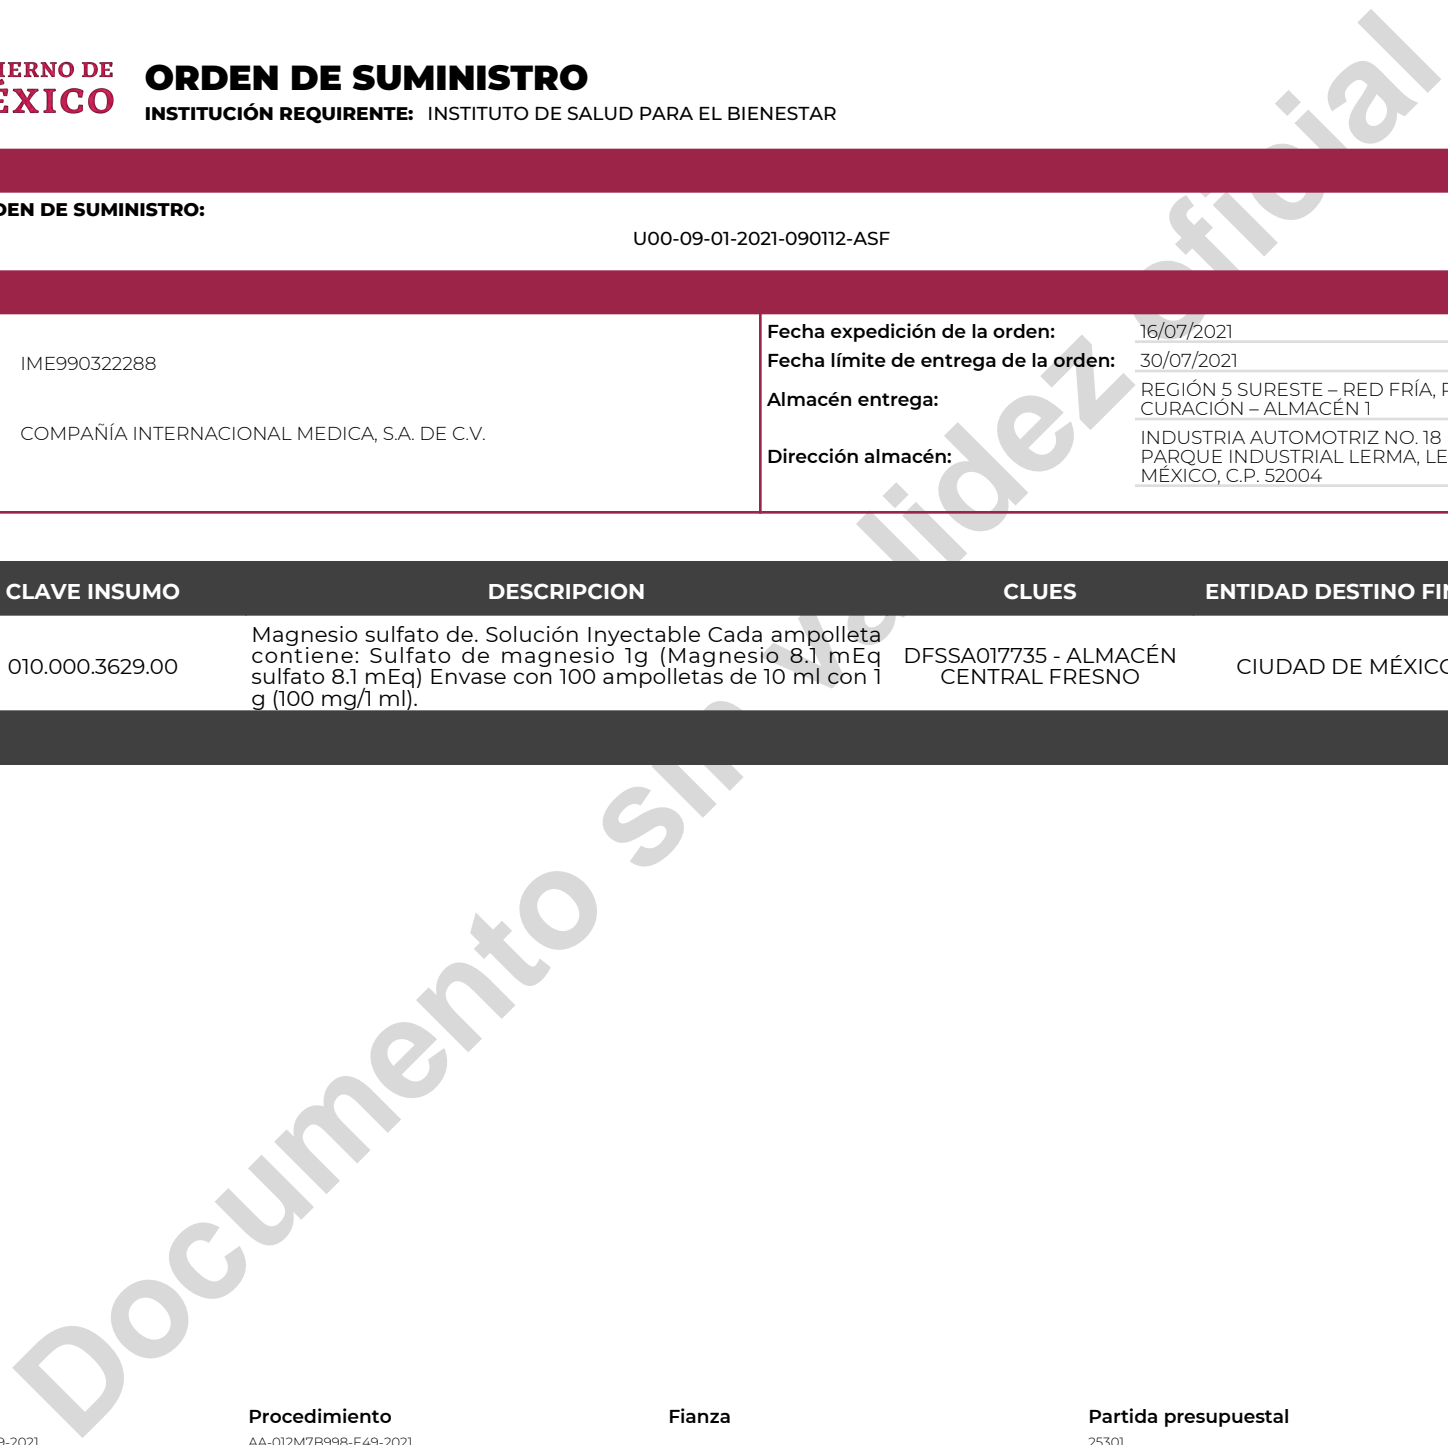 IERNO DE
ÉXICO
ORDEN DE SUMINISTRO
INSTITUCIÓN REQUIRENTE: INSTITUTO DE SALUD PARA EL BIENESTAR
DEN DE SUMINISTRO:
U00-09-01-2021-090112-ASF
IME990322288
COMPAÑÍA INTERNACIONAL MEDICA, S.A. DE C.V.
Fecha expedición de la orden: 16/07/2021
Fecha límite de entrega de la orden: 30/07/2021
Almacén entrega: REGIÓN 5 SURESTE – RED FRÍA,
CURACIÓN – ALMACÉN 1
Dirección almacén: INDUSTRIA AUTOMOTRIZ NO. 18
PARQUE INDUSTRIAL LERMA, LE
MÉXICO, C.P. 52004
CLAVE INSUMO DESCRIPCION CLUES ENTIDAD DESTINO FIN
010.000.3629.00
Magnesio sulfato de. Solución Inyectable Cada ampolleta
contiene: Sulfato de magnesio 1g (Magnesio 8.1 mEq
sulfato 8.1 mEq) Envase con 100 ampolletas de 10 ml con 1
g (100 mg/1 ml).
DFSSA017735 - ALMACÉN
CENTRAL FRESNO
CIUDAD DE MÉXICO
Documento sin validez oficial
Procedimiento Fianza Partida presupuestal
9-2021 AA-012M7B998-E49-2021 25301